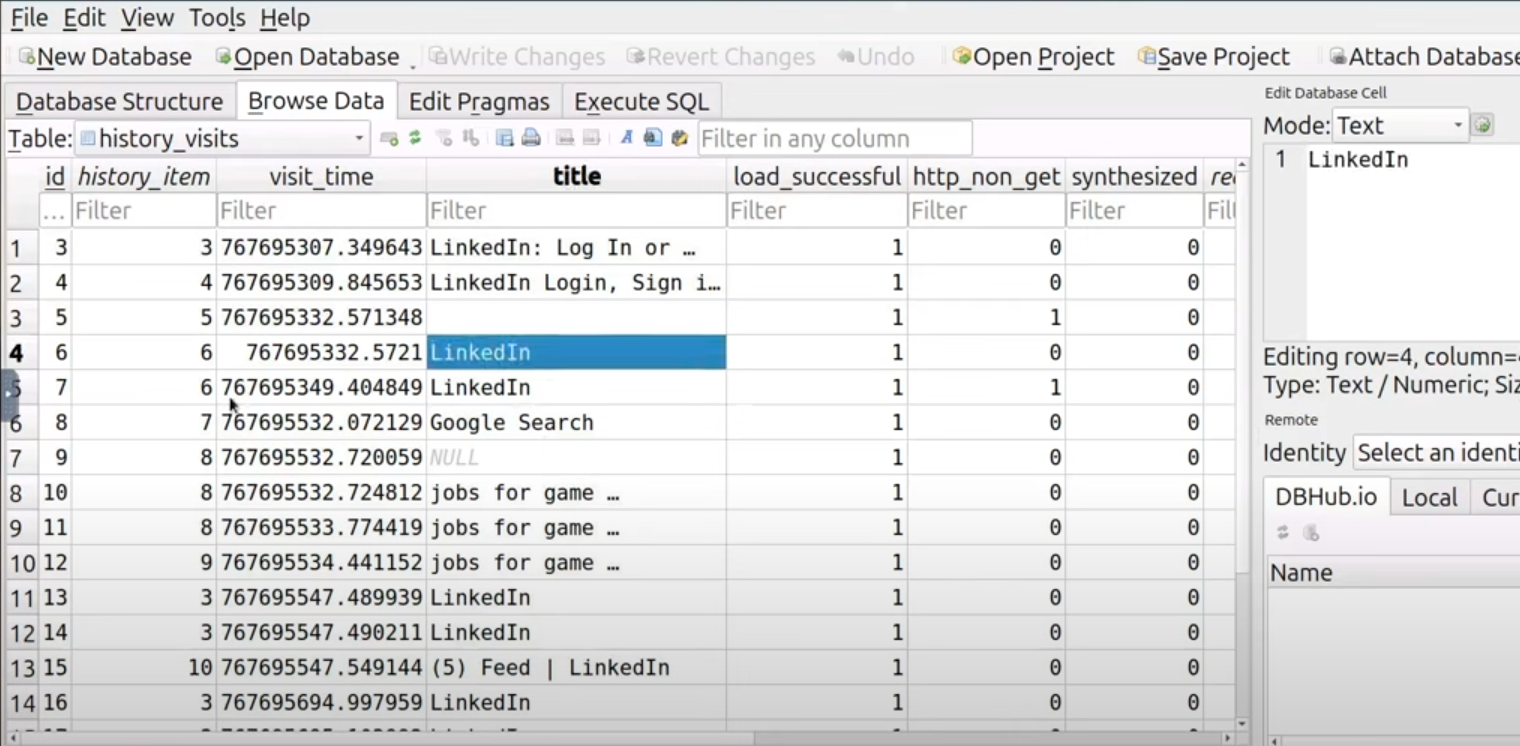 File Edit View Tools Help
New Database Open Database Write Changes Revert Changes Undo Open Project Save Project Attach Database
Database Structure Browse Data Edit Pragmas Execute SQL
Table: history_visits Filter in any column
id history_item visit_time title load_successful http_non_get synthesized
... Filter Filter Filter Filter Filter Filter
1 3 3 767695307.349643 LinkedIn: Log In or …
1 0 0
2 4 4 767695309.845653 LinkedIn Login, Sign i…
1 0 0
3 5 5 767695332.571348 1 1 0
4 6 6 767695332.5721 LinkedIn 1 0 0
5 7 6 767695349.404849 LinkedIn 1 1 0
6 8 7 767695532.072129 Google Search 1 0 0
7 9 8 767695532.720059 NULL 1 0 0
8 10 8 767695532.724812 jobs for game … 1 0 0
9 11 8 767695533.774419 jobs for game … 1 0 0
10 12 9 767695534.441152 jobs for game … 1 0 0
11 13 3 767695547.489939 LinkedIn 1 0 0
12 14 3 767695547.490211 LinkedIn 1 0 0
13 15 10 767695547.549144 (5) Feed | LinkedIn 1 0 0
14 16 3 767695694.997959 LinkedIn 1 0 0
Edit Database Cell
Mode: Text
1 LinkedIn
Editing row=4, column=
Type: Text / Numeric; Siz
Remote
Identity Select an identi
DBHub.io Local Cur
Name